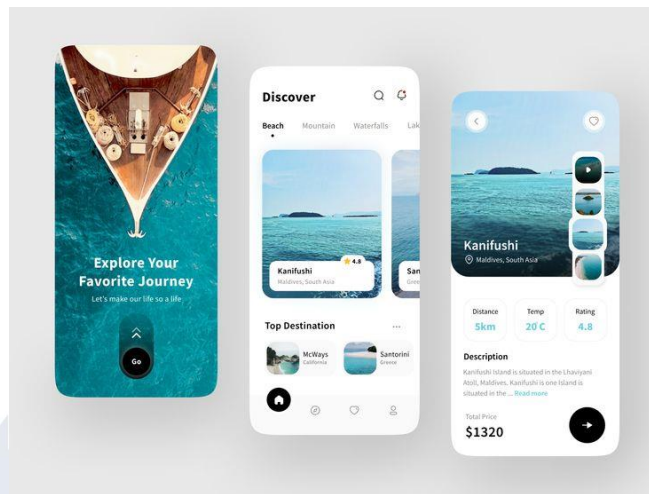 Explore Your
Favorite Journey
Let's make our life so a life
Go
Discover
Beach Mountain Waterfalls Lak
4.8
Kanifushi
Maldives, South Asia
San
Gree
Top Destination
McWays
California
Santorini
Greece
Kanifushi
Maldives, South Asia
Distance Temp Rating
5km 20°C 4.8
Description
Kanifushi Island is situated in the Lhaviyani
Atoll, Maldives. Kanifushi is one Island is
situated in the ... Read more
Total Price
$1320